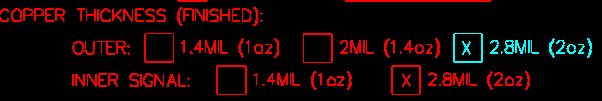 COPPER THICKNESS (FINISHED):
OUTER: 1.4MIL (1oz) 2MIL (1.4oz) X 2.8MIL (2oz)
INNER SIGNAL: 1.4MIL (1oz) X 2.8MIL (2oz)